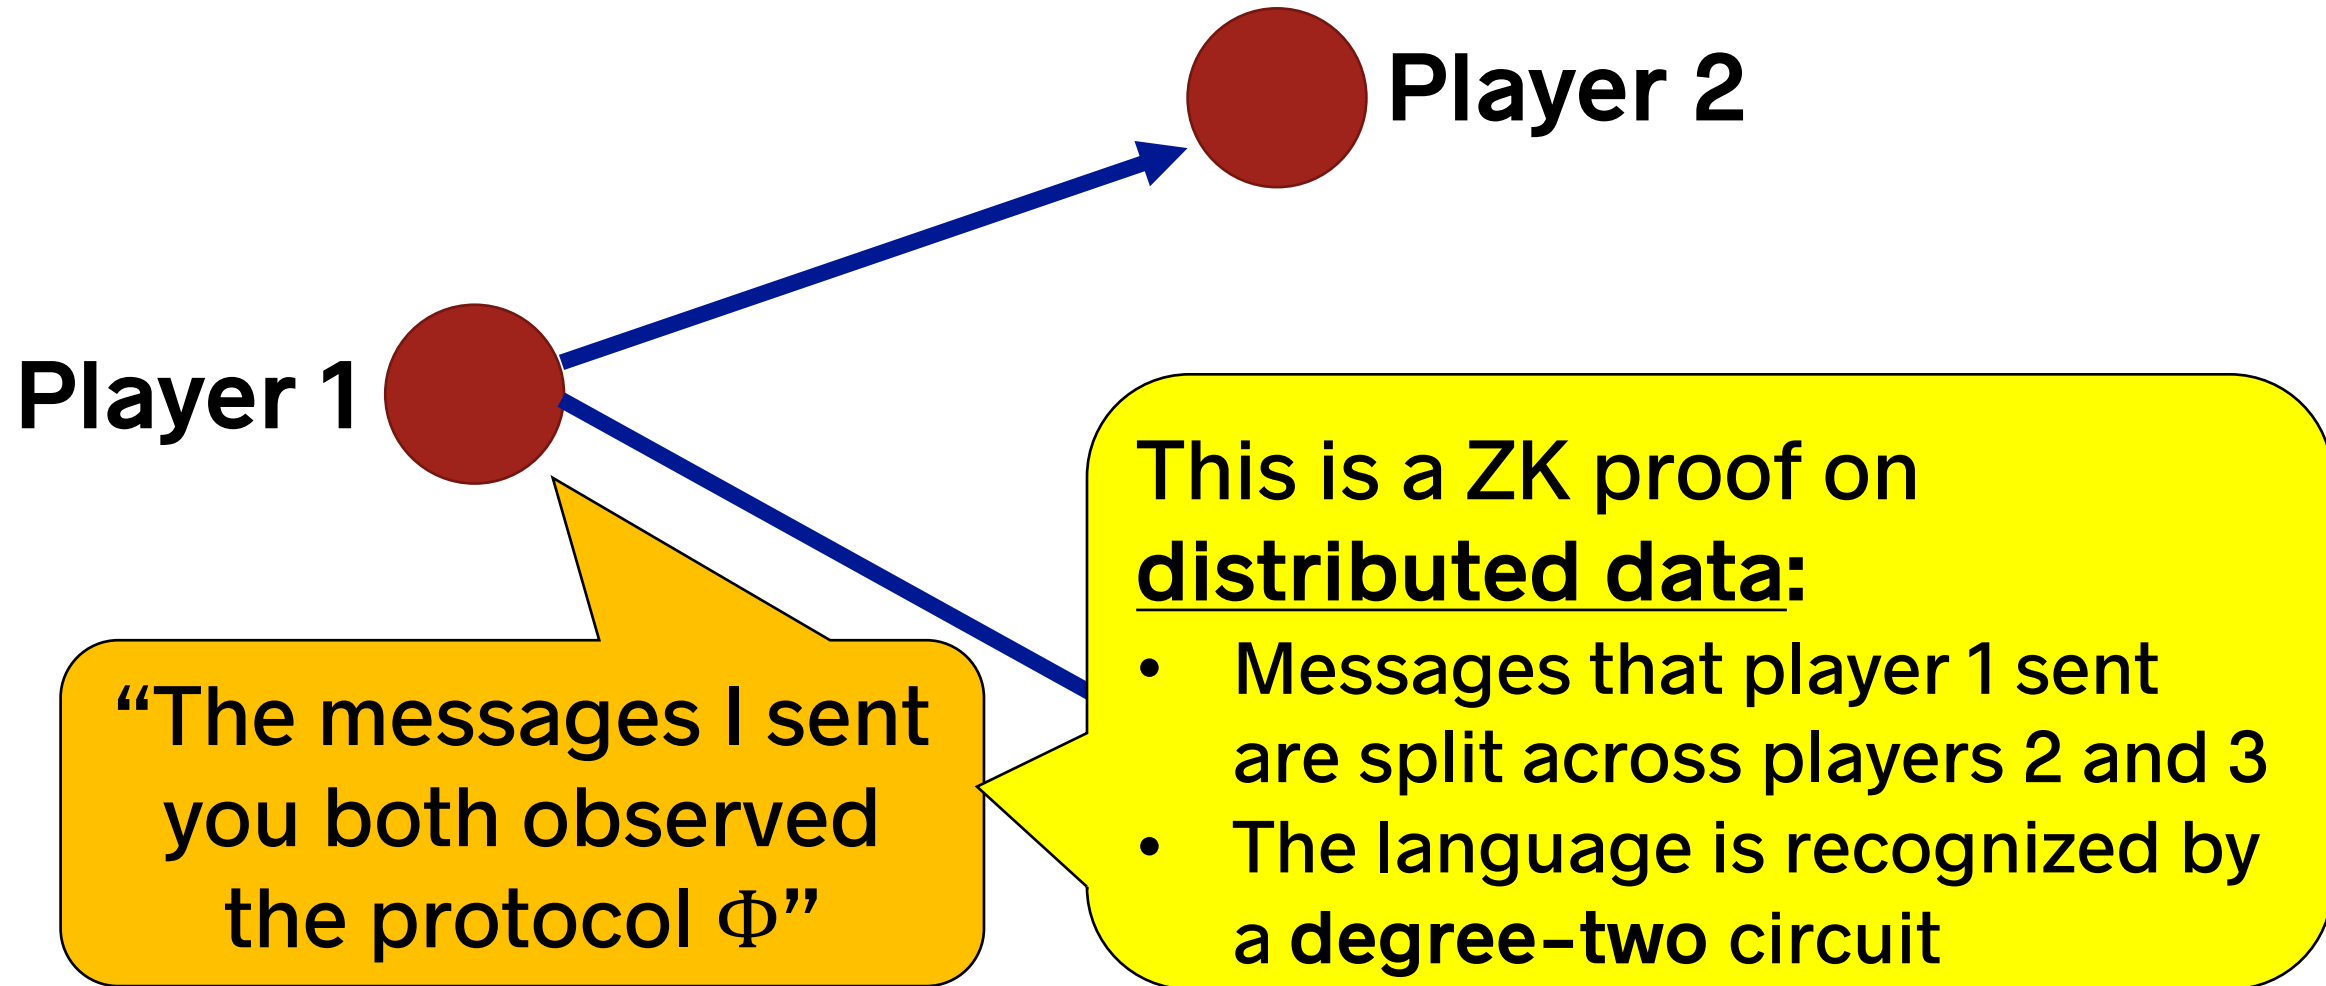 Player 2
Player 1
“The messages I sent
you both observed
the protocol Φ”
This is a ZK proof on
distributed data:
• Messages that player 1 sent
are split across players 2 and 3
• The language is recognized by
a degree-two circuit